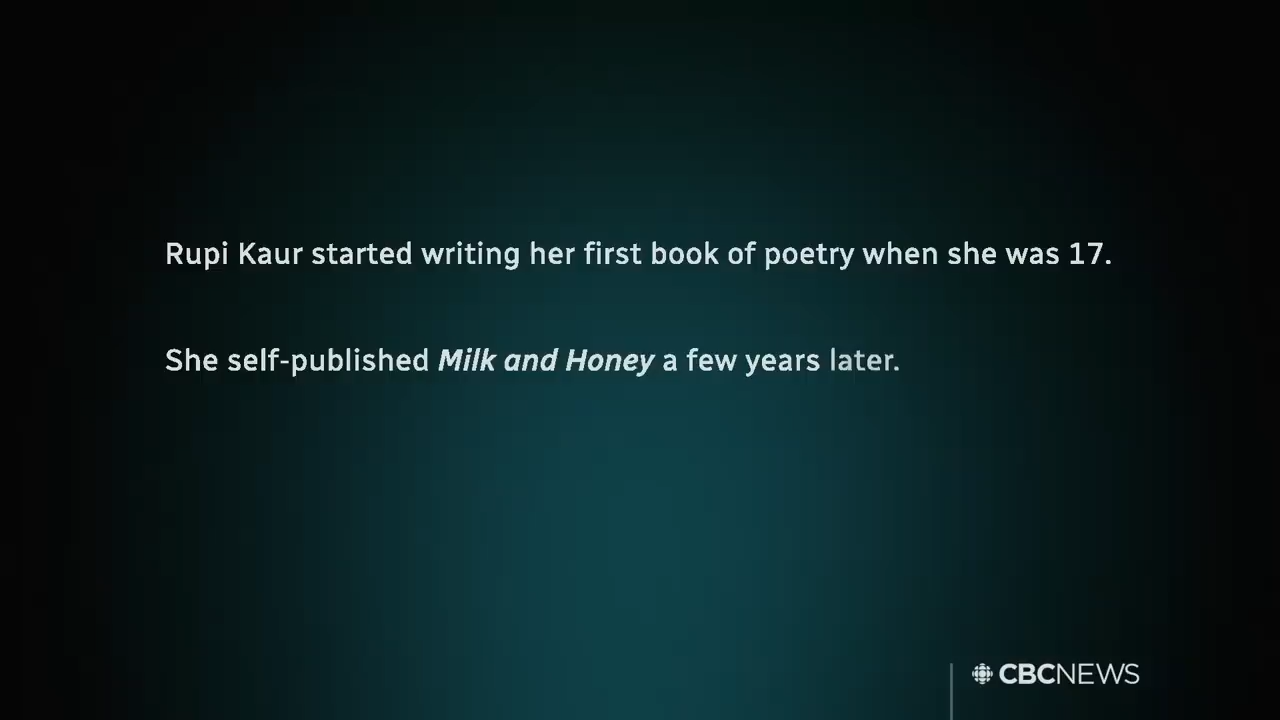 Rupi Kaur started writing her first book of poetry when she was 17.
She self-published Milk and Honey a few years later.
CBCNEWS